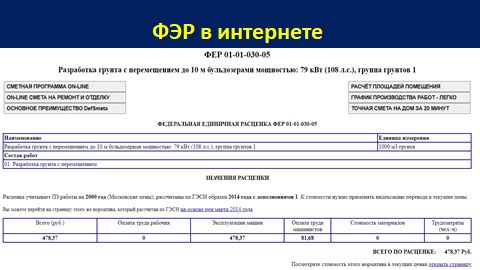 ФЭР в интернете
ФЕР 01-01-030-05
Разработка грунта с перемещением до 10 м бульдозерами мощностью: 79 кВт (108 л.с.), группа грунтов 1
СМЕТНАЯ ПРОГРАММА ON-LINE
РАСЧЁТ ПЛОЩАДЕЙ ПОМЕЩЕНИЯ
ON-LINE СМЕТА НА РЕМОНТ И ОТДЕЛКУ
ГРАФИК ПРОИЗВОДСТВА РАБОТ - ЛЕГКО
ОСНОВНОЕ ПРЕИМУЩЕСТВО DefSmeta
ТОЧНАЯ СМЕТА НА ДОМ ЗА 20 МИНУТ
ФЕДЕРАЛЬНАЯ ЕДИНИЧНАЯ РАСЦЕНКА ФЕР 01-01-030-05
Наименование Единица измерения
Разработка грунта с перемещением до 10 м бульдозерами мощностью: 79 кВт (108 л.с.), группа грунтов 1 1000 м3 грунта
Состав работ
01. Разработка грунта с перемещением.
ЗНАЧЕНИЯ РАСЦЕНКИ
Расценка учитывает ПЗ работы на 2000 год (Московские цены), рассчитаны по ГЭСН образца 2014 года с дополнениями 1. К стоимости нужно применять индексацию перевода в текущие цены.
Вы можете перейти на страницу этого же норматива, который рассчитан по ГЭСН на основе цен марта 2014 года
Всего (руб.) Оплата труда рабочих Эксплуатация машин Оплата труда машинистов Стоимость материалов Трудозатраты (чел.-ч)
478,37 0 478,37 81,68 0 0
ВСЕГО ПО РАСЦЕНКЕ: 478,37 Руб.
Посмотрите стоимость этого норматива в текущих ценах открыть страницу